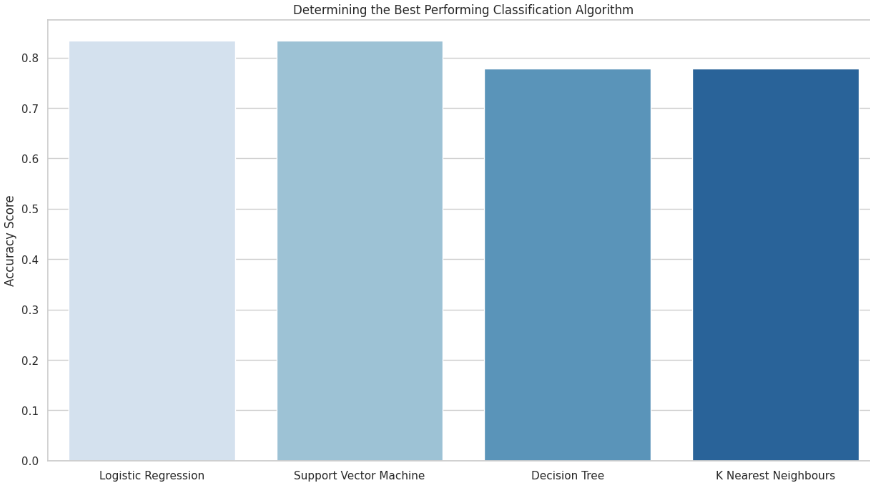 Determining the Best Performing Classification Algorithm
Accuracy Score
0.8
0.7
0.6
0.5
0.4
0.3
0.2
0.1
0.0
Logistic Regression
Support Vector Machine
Decision Tree
K Nearest Neighbours